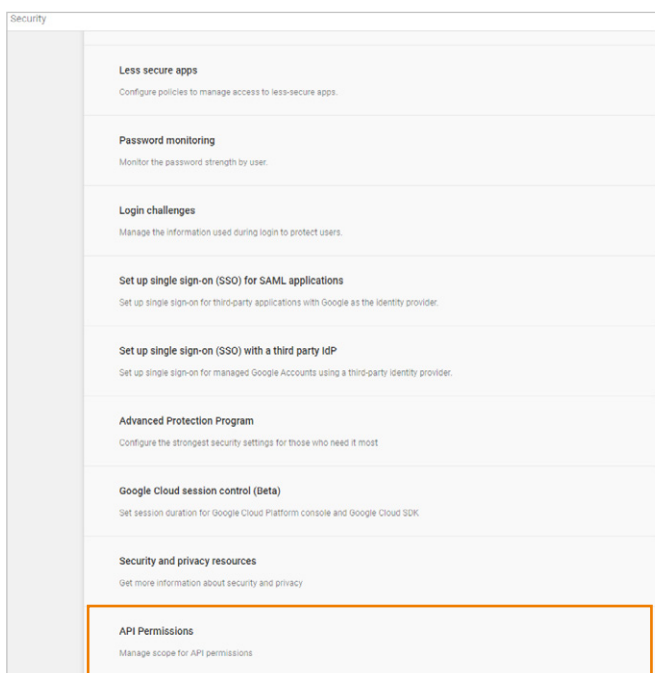 Security
Less secure apps
Configure policies to manage access to less-secure apps.
Password monitoring
Monitor the password strength by user.
Login challenges
Manage the information used during login to protect users.
Set up single sign-on (SSO) for SAML applications
Set up single sign-on for third-party applications with Google as the identity provider.
Set up single sign-on (SSO) with a third party IdP
Set up single sign-on for managed Google Accounts using a third-party identity provider.
Advanced Protection Program
Configure the strongest security settings for those who need it most
Google Cloud session control (Beta)
Set session duration for Google Cloud Platform console and Google Cloud SDK
Security and privacy resources
Get more information about security and privacy
API Permissions
Manage scope for API permissions